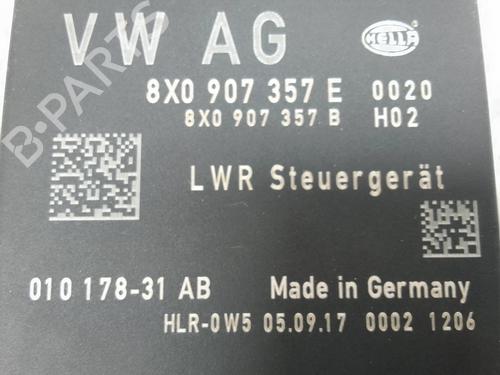 VW AG
HELLA
8X0 907 357 E 0020
8X0 907 357 B H02
LWR Steuergerät
010 178-31 AB Made in Germany
HLR-0W5 05.09.17 0002 1206
B-PARTS